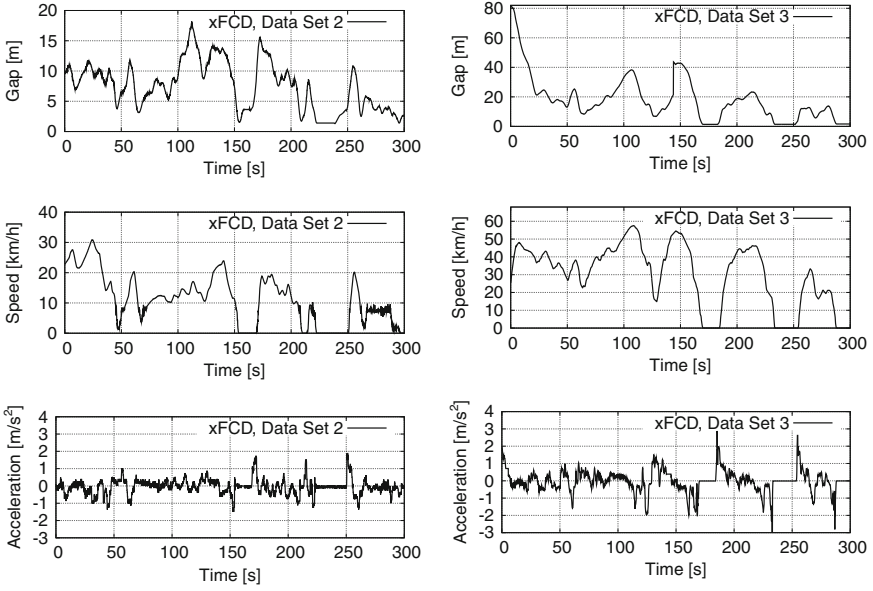 xFCD, Data Set 2
Gap [m]
20
15
10
5
0
0 50 100 150 200 250 300
Time [s]
xFCD, Data Set 3
Gap [m]
80
60
40
20
0
0 50 100 150 200 250 300
Time [s]
xFCD, Data Set 2
Speed [km/h]
40
30
20
10
0
0 50 100 150 200 250 300
Time [s]
xFCD, Data Set 3
Speed [km/h]
60
50
40
30
20
10
0
0 50 100 150 200 250 300
Time [s]
xFCD, Data Set 2
Acceleration [m/s²]
4
3
2
1
0
-1
-2
-3
0 50 100 150 200 250 300
Time [s]
xFCD, Data Set 3
Acceleration [m/s²]
4
3
2
1
0
-1
-2
-3
0 50 100 150 200 250 300
Time [s]